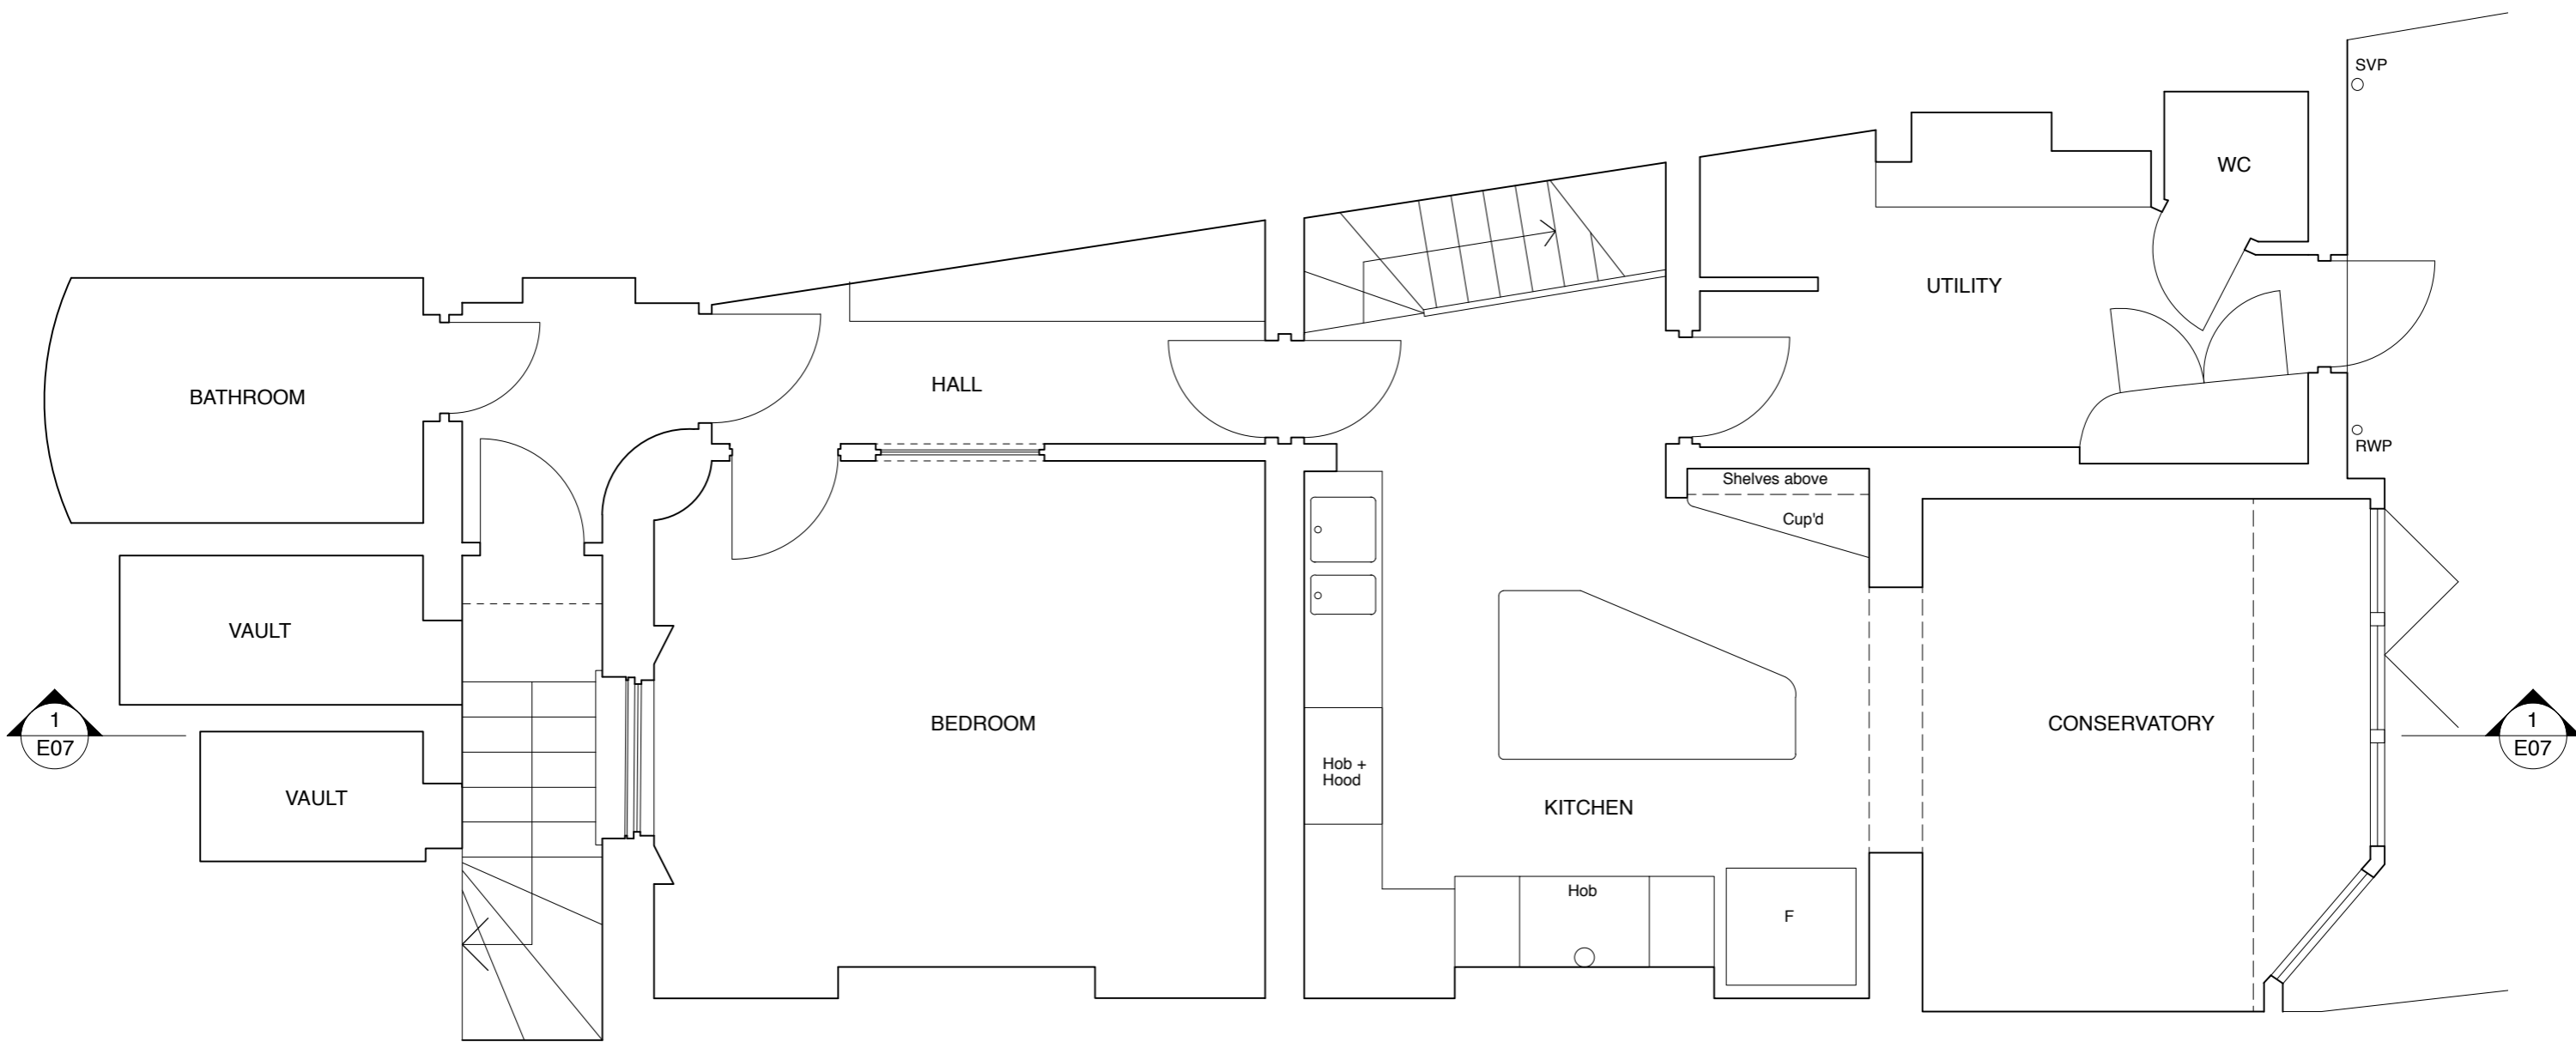 SVP
WC
UTILITY
HALL
BATHROOM
RWP
Shelves above
Cup'd
VAULT
1
E07
BEDROOM
CONSERVATORY
1
E07
Hob +
Hood
VAULT
KITCHEN
Hob
F